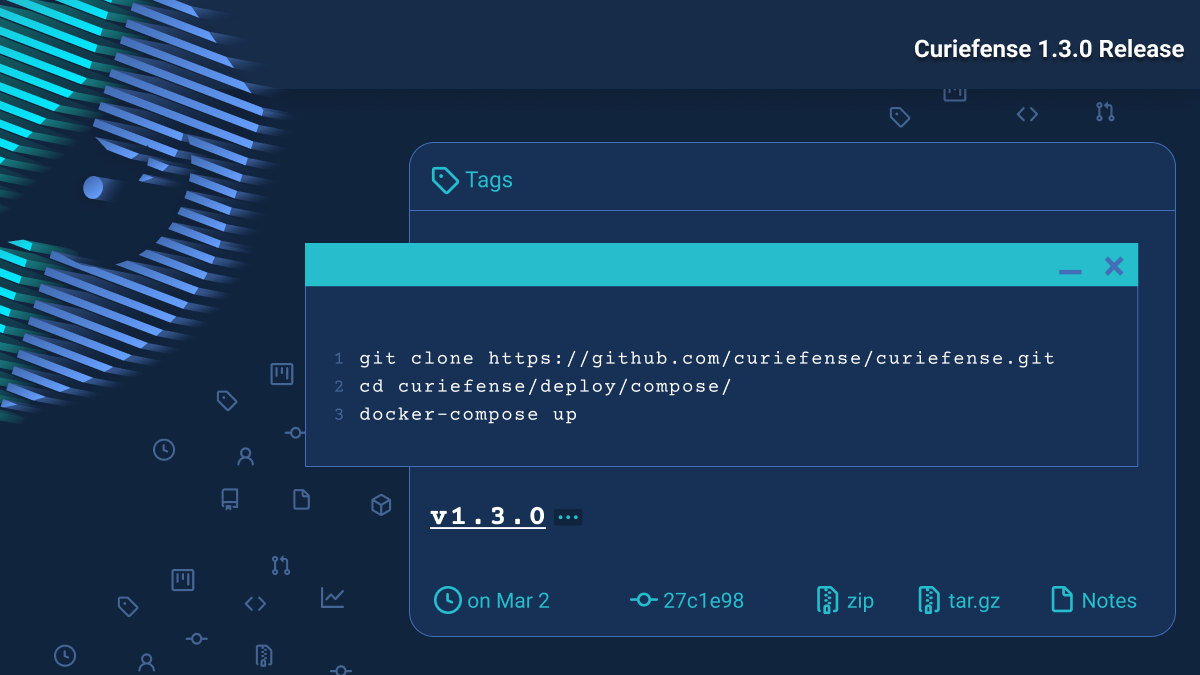 Curiefense 1.3.0 Release
Tags
1 git clone https://github.com/curiefense/curiefense.git
2 cd curiefense/deploy/compose/
3 docker-compose up
v1.3.0 ...
on Mar 2 27c1e98 zip tar.gz Notes